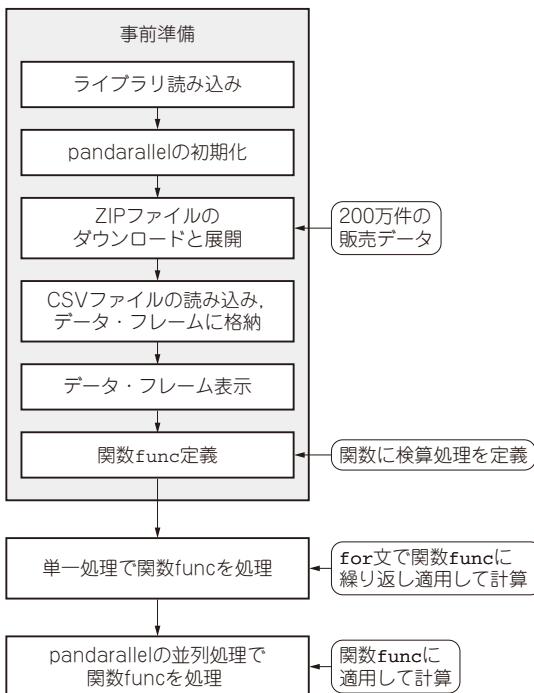 事前準備
ライブラリ読み込み
pandarallelの初期化
ZIPファイルの
ダウンロードと展開
200万件の
販売データ
CSVファイルの読み込み,
データ・フレームに格納
データ・フレーム表示
関数func定義
関数に検算処理を定義
単一処理で関数funcを処理
for文で関数funcに
繰り返し適用して計算
pandarallelの並列処理で
関数funcを処理
関数funcに
適用して計算